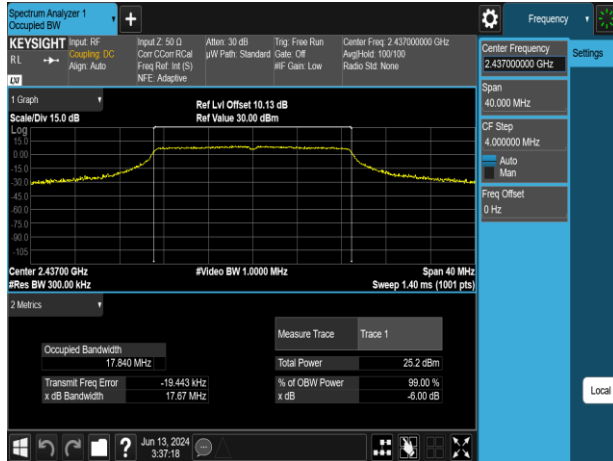 Spectrum Analyzer 1
Occupied BW
Frequency
KEYSIGHT
RL
LXI
Input: RF
Coupling: DC
Align: Auto
Input Z: 50 Ω
Corr CCorr RCal
Freq Ref: Int (S)
NFE: Adaptive
Atten: 30 dB
µW Path: Standard
Trig: Free Run
Gate: Off
#IF Gain: Low
Center Freq: 2.437000000 GHz
Avg|Hold: 100/100
Radio Std: None
Center Frequency
2.437000000 GHz
Settings
Span
40.000 MHz
CF Step
4.000000 MHz
Auto
Man
Freq Offset
0 Hz
Local
1 Graph
Scale/Div 15.0 dB
Ref Lvl Offset 10.13 dB
Ref Value 30.00 dBm
Log
15.0
0.00
-15.0
-30.0
-45.0
-60.0
-75.0
-90.0
-105
Center 2.43700 GHz
#Video BW 1.0000 MHz
Span 40 MHz
#Res BW 300.00 kHz
Sweep 1.40 ms (1001 pts)
2 Metrics
Measure Trace Trace 1
Occupied Bandwidth
17.840 MHz
Total Power 25.2 dBm
Transmit Freq Error -19.443 kHz
% of OBW Power 99.00 %
x dB Bandwidth 17.67 MHz
x dB -6.00 dB
Jun 13, 2024
3:37:18